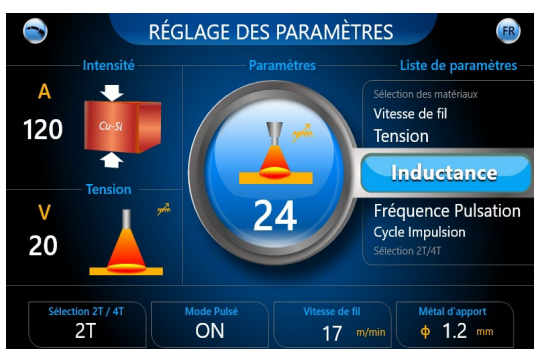 RÉGLAGE DES PARAMÈTRES
FR
Intensité
A
120
Cu-Si
Tension
V
20
Paramètres
24
Liste de paramètres
Sélection des matériaux
Vitesse de fil
Tension
Inductance
Fréquence Pulsation
Cycle Impulsion
Sélection 2T/4T
Sélection 2T / 4T
2T
Mode Pulsé
ON
Vitesse de fil
17 m/min
Métal d'apport
ϕ 1.2 mm